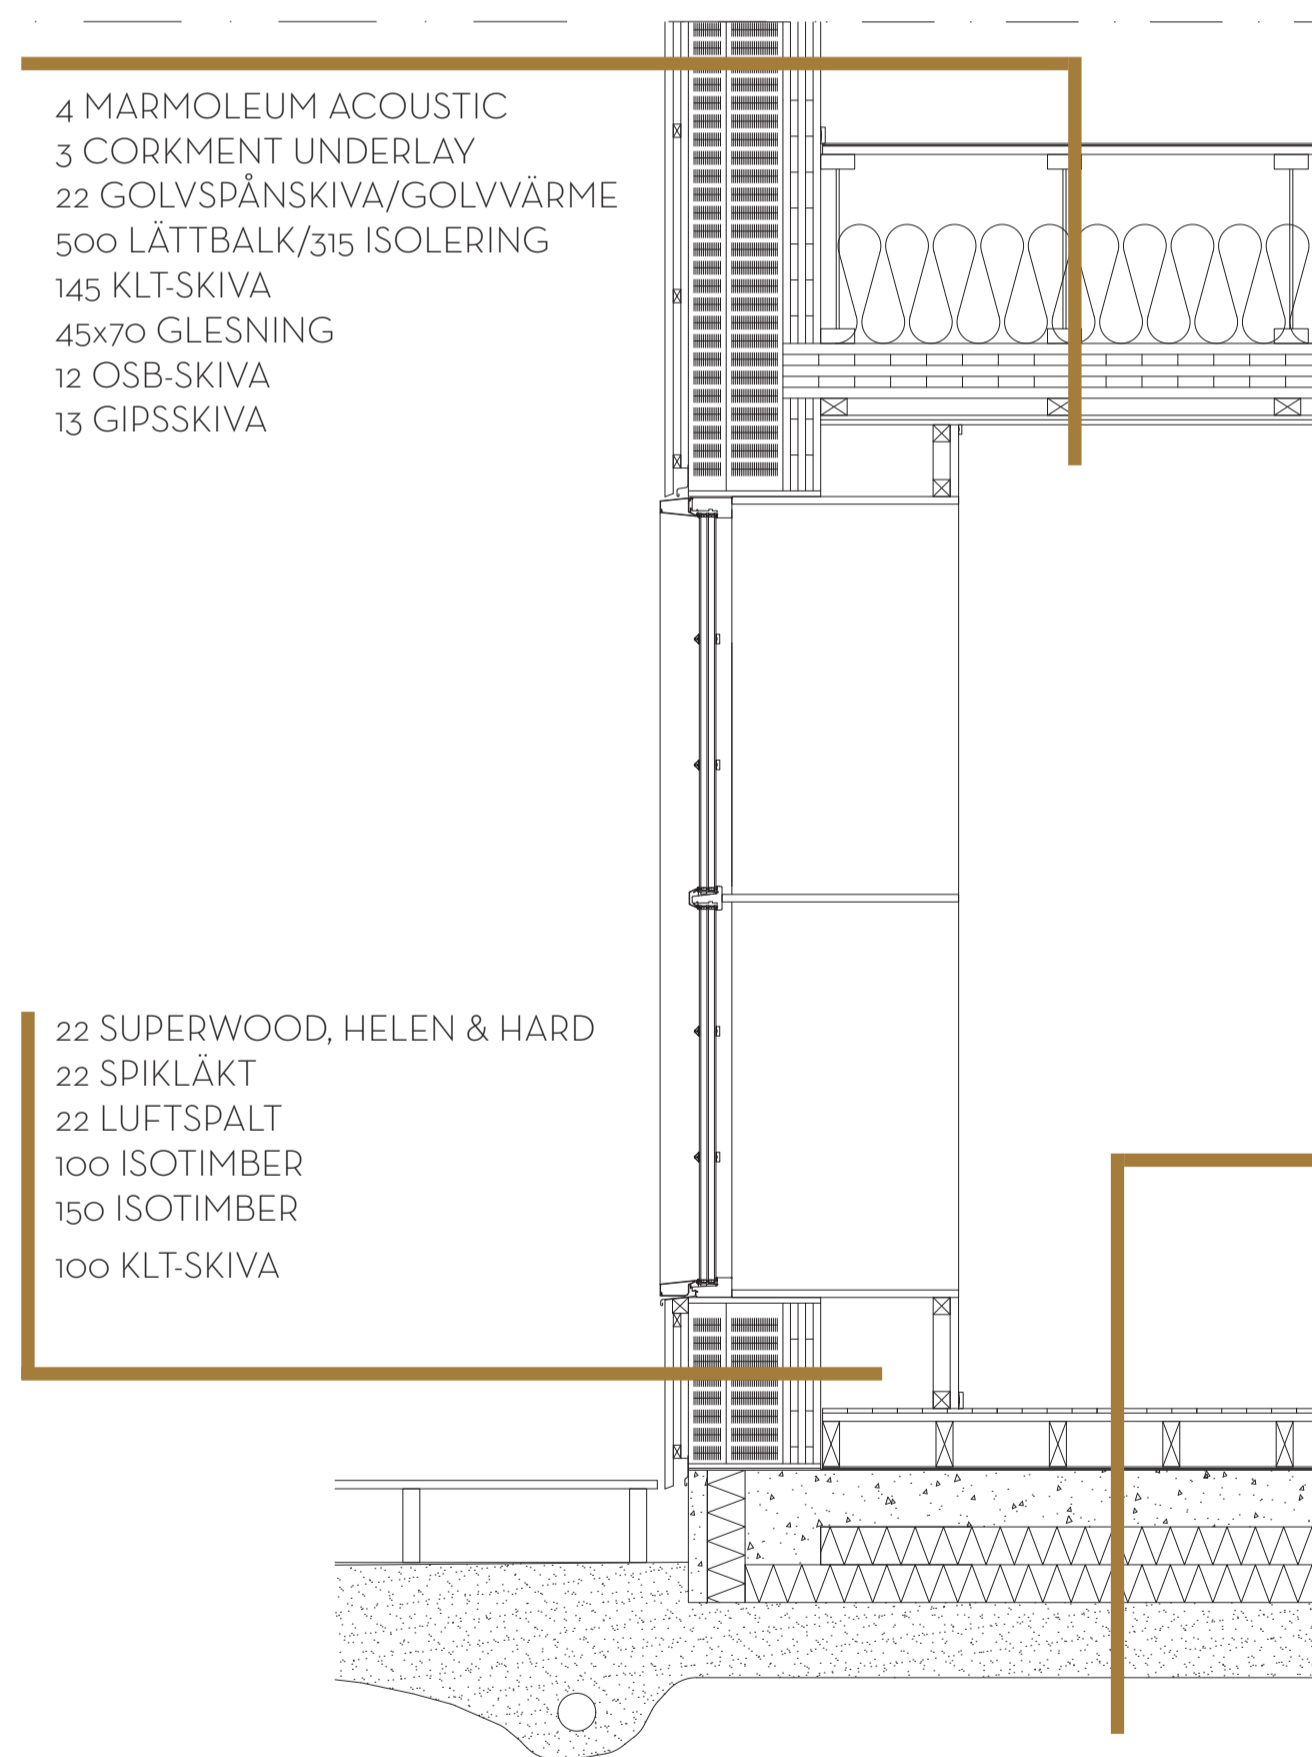 4 MARMOLEUM ACOUSTIC
3 CORKMENT UNDERLAY
22 GOLVSPÅNSKIVA/GOLVVÄRME
500 LÄTTBALK/315 ISOLERING
145 KLT-SKIVA
45x70 GLESNING
12 OSB-SKIVA
13 GIPSSKIVA
22 SUPERWOOD, HELEN & HARD
22 SPIKLÄKT
22 LUFTSPALT
100 ISOTIMBER
150 ISOTIMBER
100 KLT-SKIVA